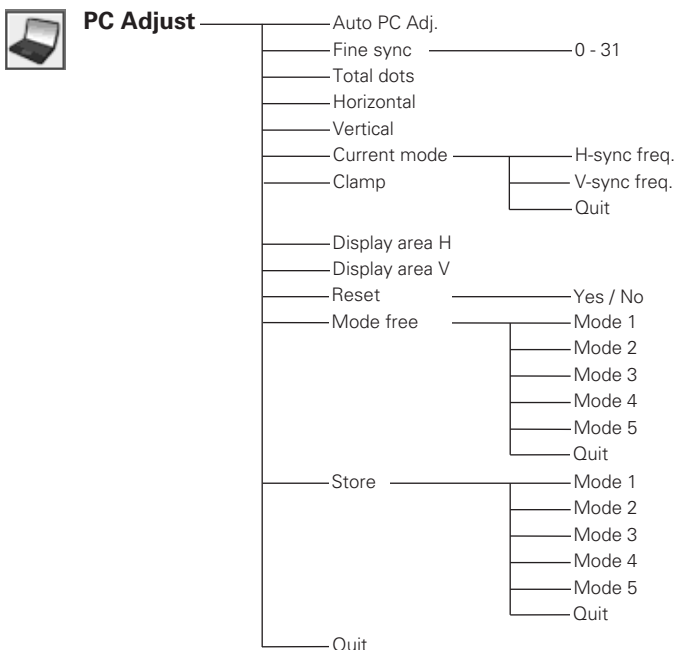 PC Adjust Auto PC Adj.
Fine sync 0 - 31
Total dots
Horizontal
Vertical
Current mode H-sync freq.
Clamp V-sync freq.
Quit
Display area H
Display area V
Reset Yes / No
Mode free Mode 1
Mode 2
Mode 3
Mode 4
Mode 5
Quit
Store Mode 1
Mode 2
Mode 3
Mode 4
Mode 5
Quit
Quit